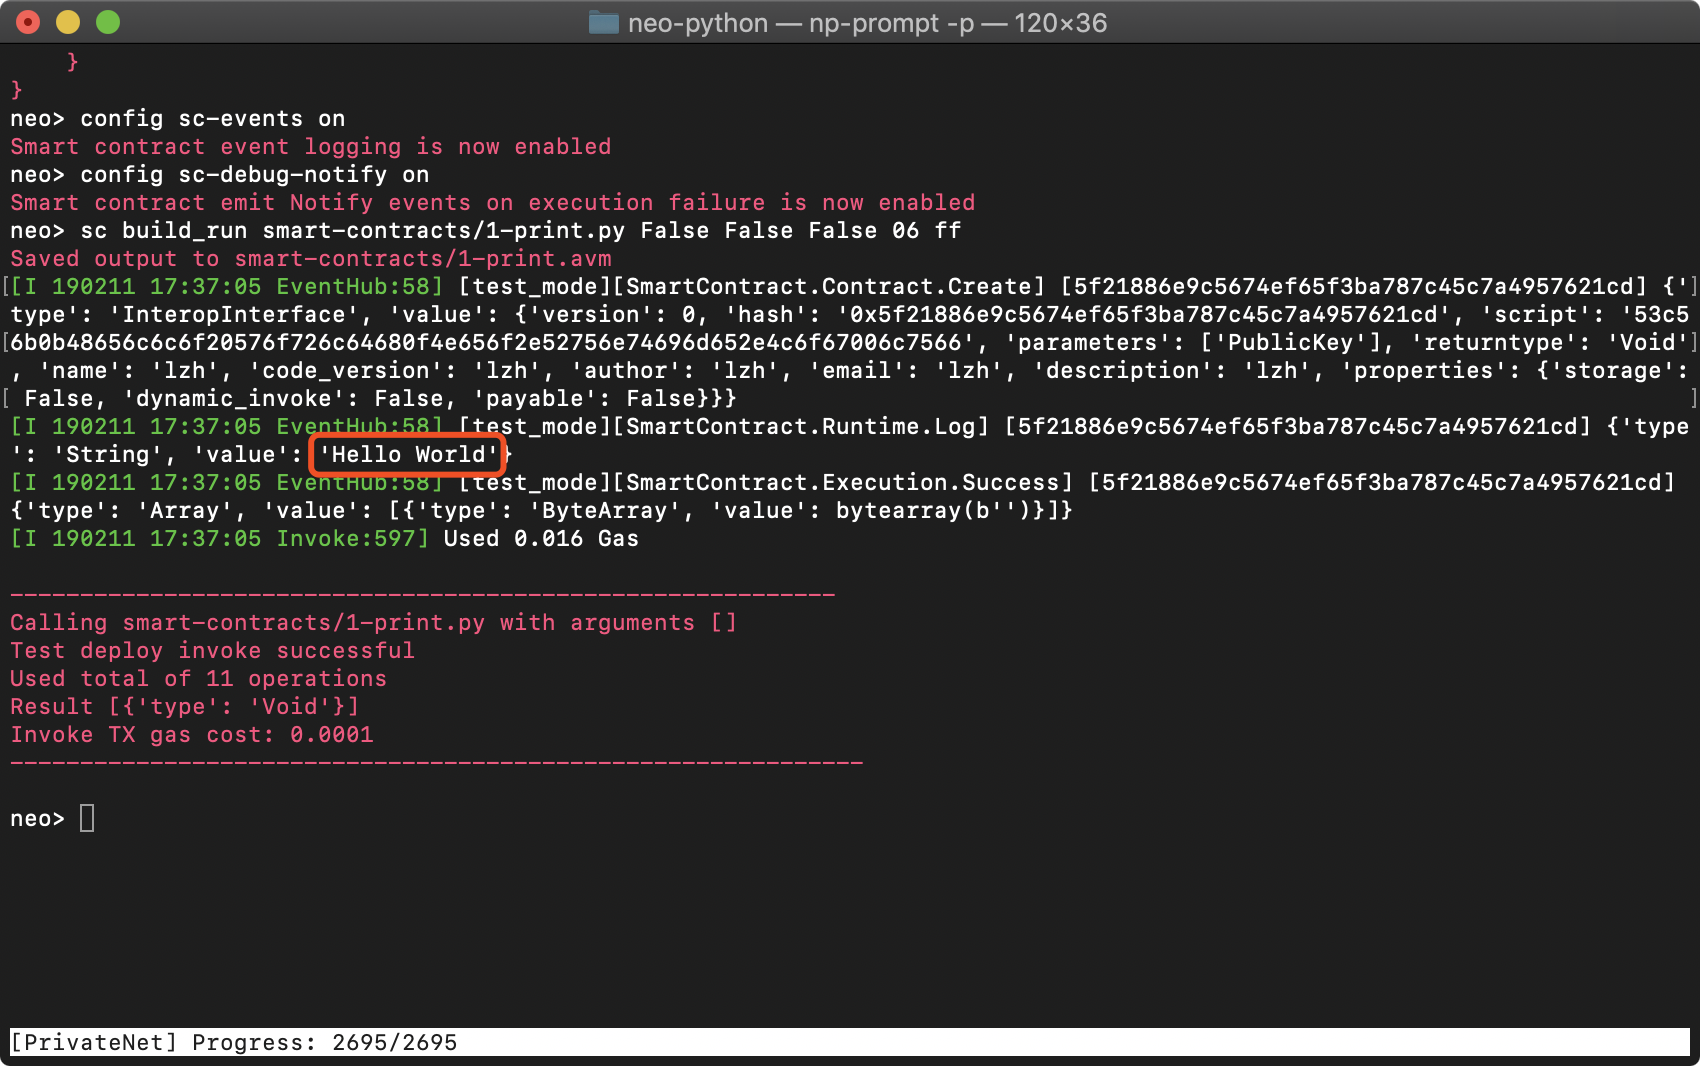 neo-python — np-prompt -p — 120×36
}
}
neo> config sc-events on
Smart contract event logging is now enabled
neo> config sc-debug-notify on
Smart contract emit Notify events on execution failure is now enabled
neo> sc build_run smart-contracts/1-print.py False False False 06 ff
Saved output to smart-contracts/1-print.avm
[[I 190211 17:37:05 EventHub:58] [test_mode][SmartContract.Contract.Create] [5f21886e9c5674ef65f3ba787c45c7a4957621cd] {']
type': 'InteropInterface', 'value': {'version': 0, 'hash': '0x5f21886e9c5674ef65f3ba787c45c7a4957621cd', 'script': '53c5
[6b0b48656c6c6f20576f726c64680f4e656f2e52756e74696d652e4c6f67006c7566', 'parameters': ['PublicKey'], 'returntype': 'Void']
, 'name': 'lzh', 'code_version': 'lzh', 'author': 'lzh', 'email': 'lzh', 'description': 'lzh', 'properties': {'storage':
[ False, 'dynamic_invoke': False, 'payable': False}}} ]
[I 190211 17:37:05 EventHub:58] [test_mode][SmartContract.Runtime.Log] [5f21886e9c5674ef65f3ba787c45c7a4957621cd] {'type
': 'String', 'value': 'Hello World'}
[I 190211 17:37:05 EventHub:58] [test_mode][SmartContract.Execution.Success] [5f21886e9c5674ef65f3ba787c45c7a4957621cd]
{'type': 'Array', 'value': [{'type': 'ByteArray', 'value': bytearray(b'')}]}
[I 190211 17:37:05 Invoke:597] Used 0.016 Gas
-----------------------------------------------------------
Calling smart-contracts/1-print.py with arguments []
Test deploy invoke successful
Used total of 11 operations
Result [{'type': 'Void'}]
Invoke TX gas cost: 0.0001
-------------------------------------------------------------
neo>
[PrivateNet] Progress: 2695/2695